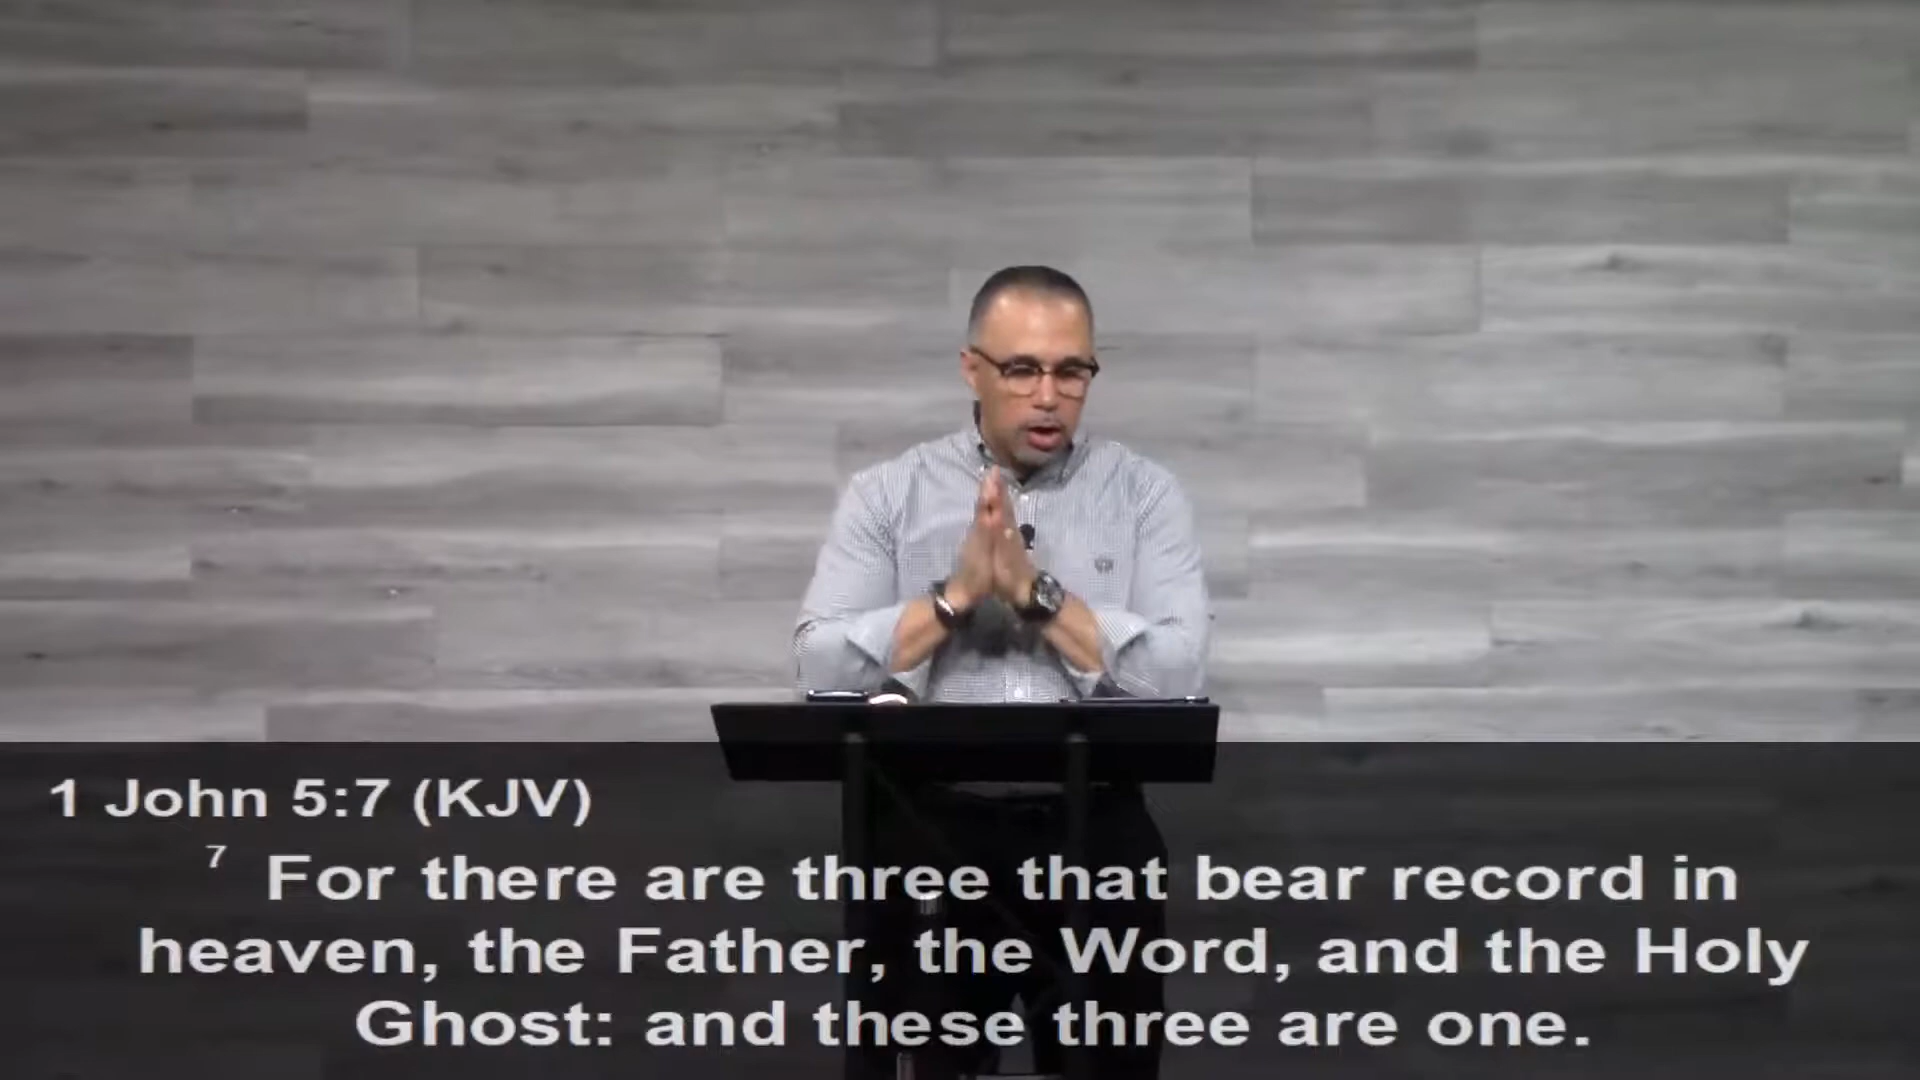 1 John 5:7 (KJV)
7 For there are three that bear record in
heaven, the Father, the Word, and the Holy
Ghost: and these three are one.